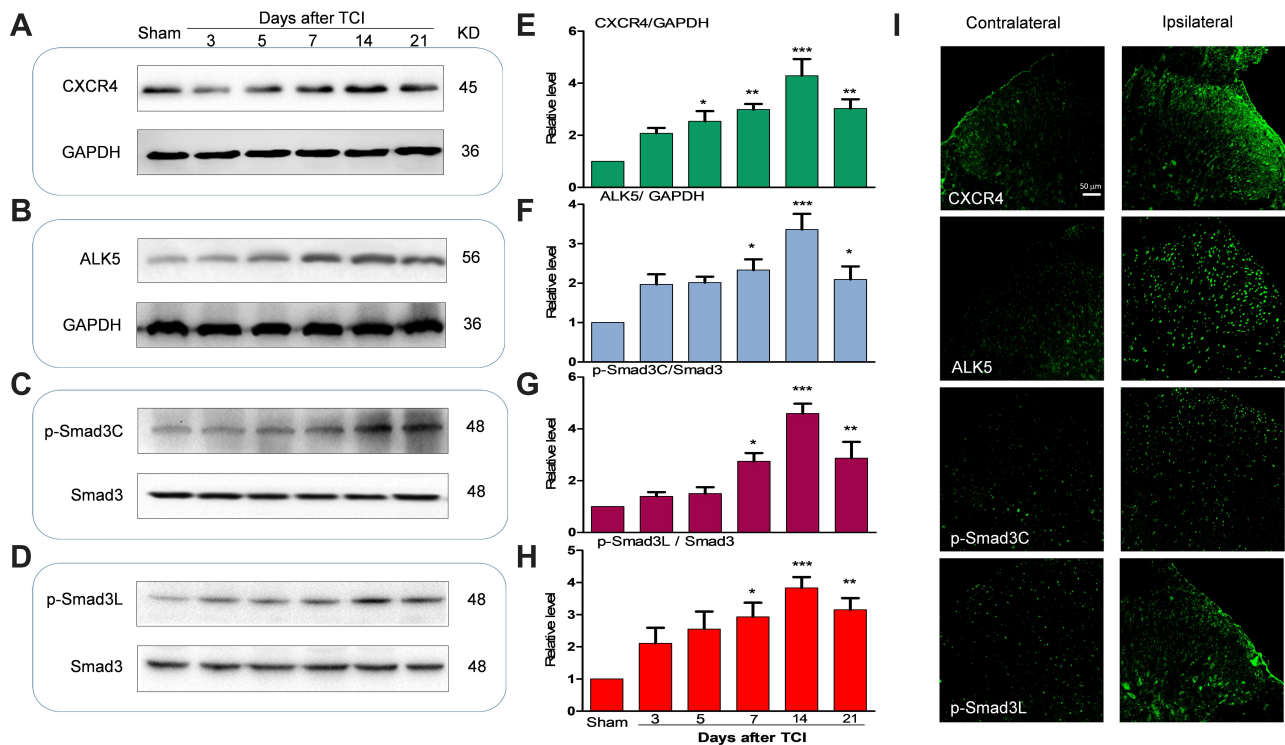 A
Days after TCI
Sham 3 5 7 14 21 KD
CXCR4 45
GAPDH 36
B
ALK5 56
GAPDH 36
C
p-Smad3C 48
Smad3 48
D
p-Smad3L 48
Smad3 48
E
CXCR4/GAPDH
Relative level
6
4
2
0
* ** *** **
F
ALK5/ GAPDH
Relative level
4
3
2
1
0
* *** *
G
p-Smad3C/Smad3
Relative level
6
4
2
0
* *** **
H
p-Smad3L / Smad3
Relative level
5
4
3
2
1
0
* *** **
Sham 3 5 7 14 21
Days after TCI
I
Contralateral Ipsilateral
CXCR4
50 μm
ALK5
p-Smad3C
p-Smad3L